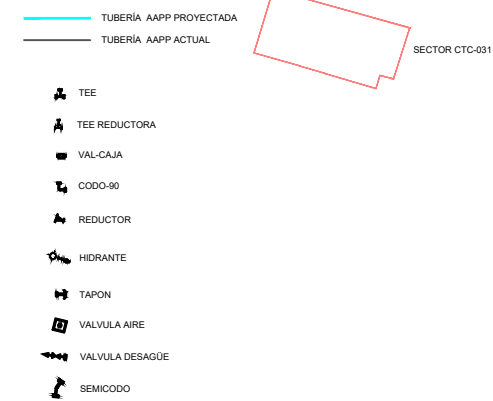 TUBERÍA AAPP PROYECTADA
TUBERÍA AAPP ACTUAL
SECTOR CTC-031
TEE
TEE REDUCTORA
VAL-CAJA
CODO-90
REDUCTOR
HIDRANTE
TAPON
VALVULA AIRE
VALVULA DESAGÜE
SEMICODO